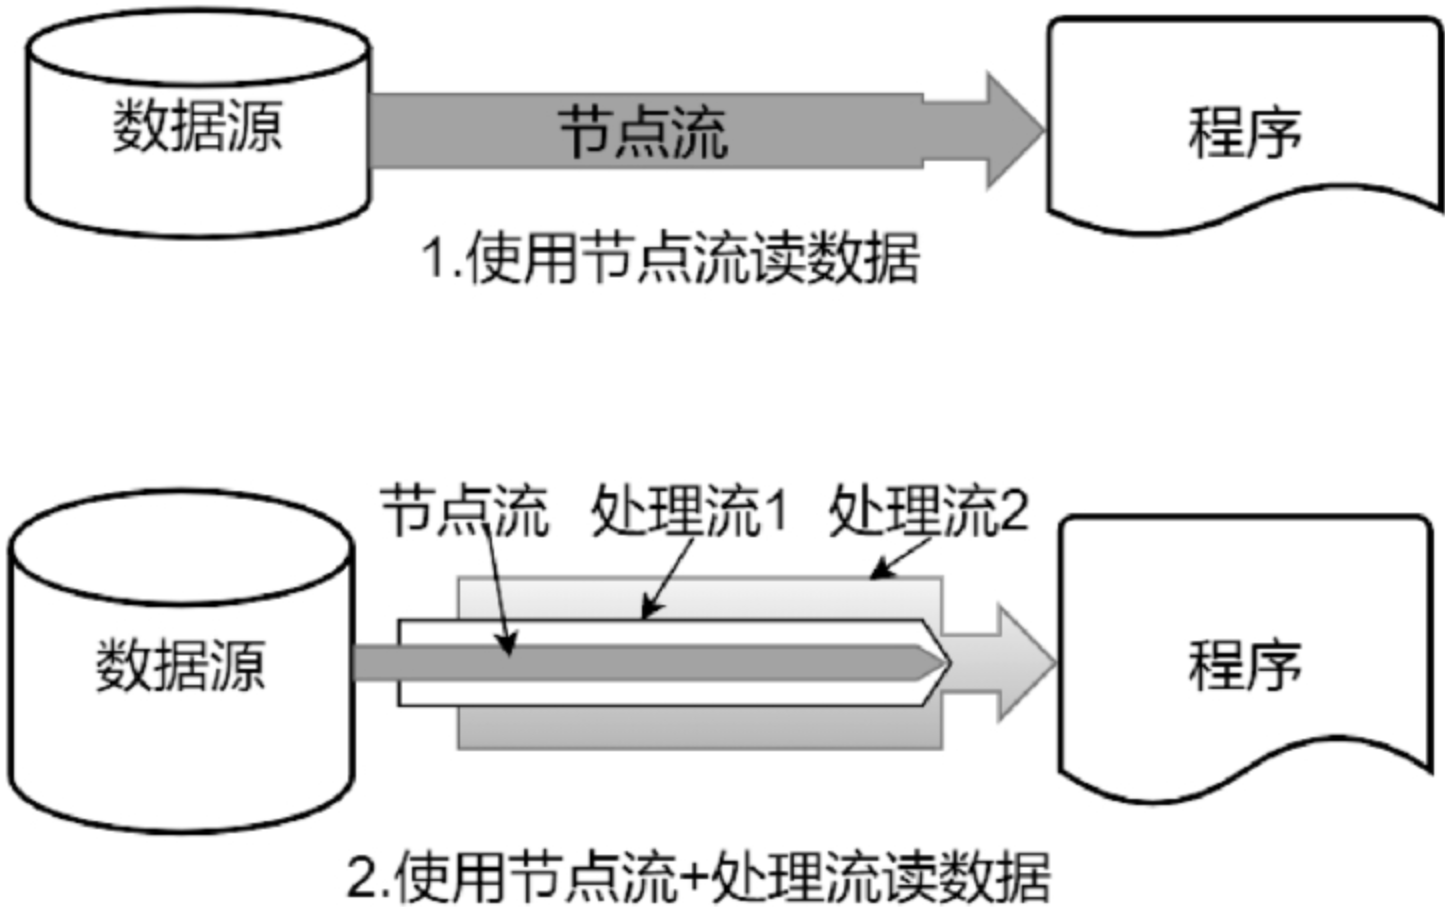 数据源
节点流
程序
1.使用节点流读数据
节点流 处理流1 处理流2
数据源
程序
2.使用节点流+处理流读数据